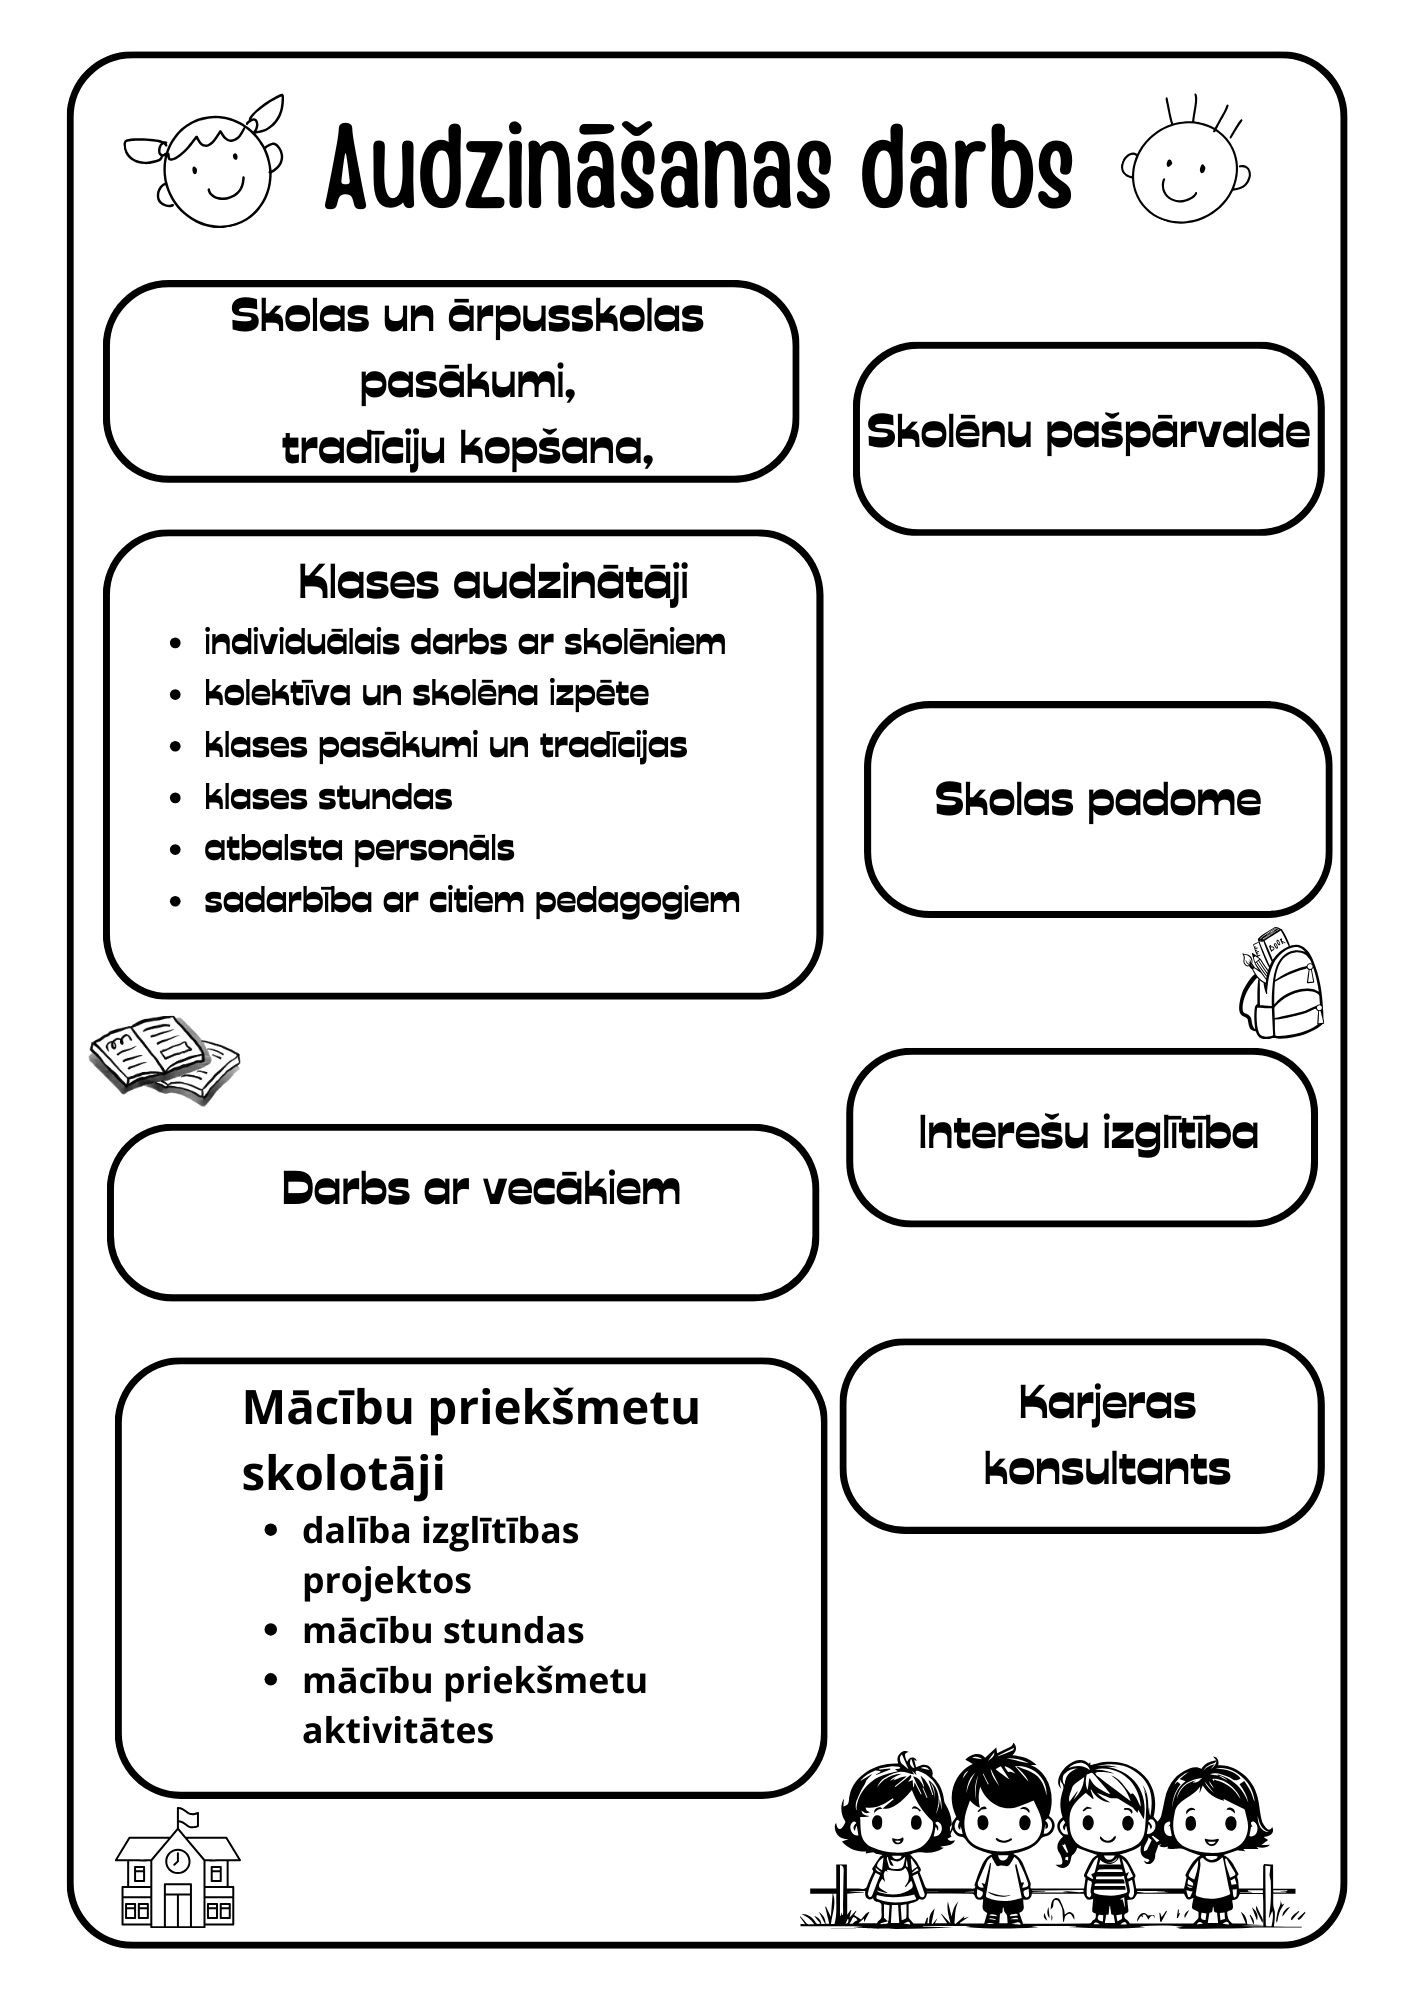 Audzināšanas darbs
Skolas un ārpusskolas
pasākumi,
tradīciju kopšana,
Skolēnu pašpārvalde
Klases audzinātāji
• individuālais darbs ar skolēniem
• kolektīva un skolēna izpēte
• klases pasākumi un tradīcijas
• klases stundas
• atbalsta personāls
• sadarbība ar citiem pedagogiem
Skolas padome
BOOK
Interešu izglītība
Darbs ar vecākiem
Karjeras
konsultants
Mācību priekšmetu
skolotāji
• dalība izglītības
projektos
• mācību stundas
• mācību priekšmetu
aktivitātes